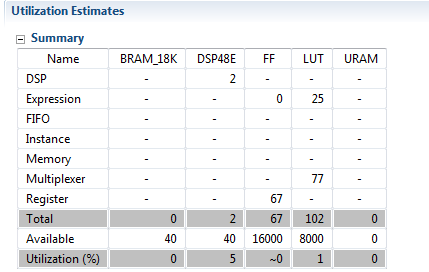 Utilization Estimates
Summary
Name BRAM_18K DSP48E FF LUT URAM
DSP - 2 - - -
Expression - - 0 25 -
FIFO - - - - -
Instance - - - - -
Memory - - - - -
Multiplexer - - - 77 -
Register - - 67 - -
Total 0 2 67 102 0
Available 40 40 16000 8000 0
Utilization (%) 0 5 ~0 1 0